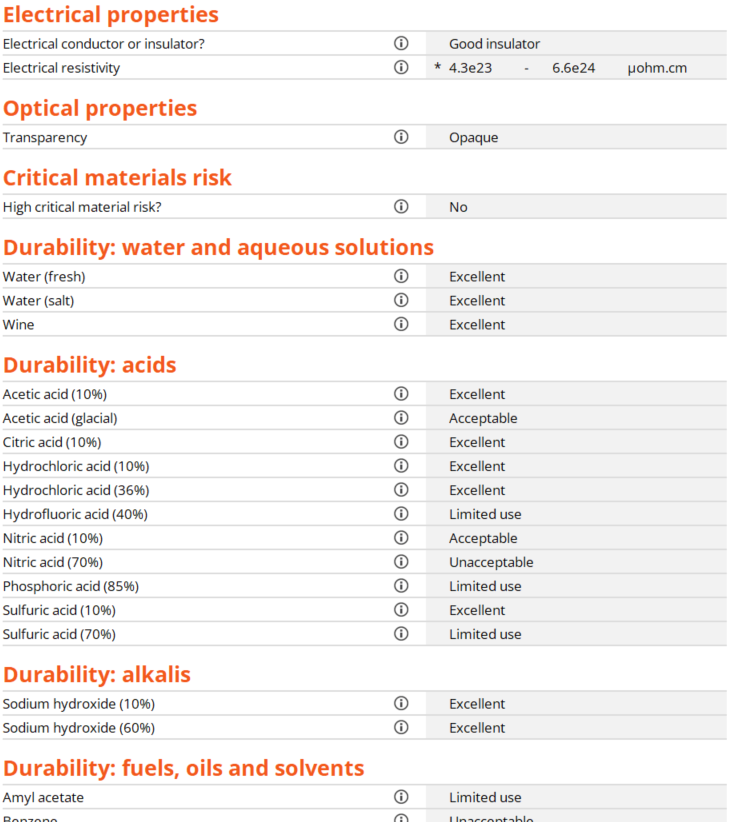 Electrical properties
Electrical conductor or insulator? Good insulator
Electrical resistivity * 4.3e23 - 6.6e24 µohm.cm
Optical properties
Transparency Opaque
Critical materials risk
High critical material risk? No
Durability: water and aqueous solutions
Water (fresh) Excellent
Water (salt) Excellent
Wine Excellent
Durability: acids
Acetic acid (10%) Excellent
Acetic acid (glacial) Acceptable
Citric acid (10%) Excellent
Hydrochloric acid (10%) Excellent
Hydrochloric acid (36%) Excellent
Hydrofluoric acid (40%) Limited use
Nitric acid (10%) Acceptable
Nitric acid (70%) Unacceptable
Phosphoric acid (85%) Limited use
Sulfuric acid (10%) Excellent
Sulfuric acid (70%) Limited use
Durability: alkalis
Sodium hydroxide (10%) Excellent
Sodium hydroxide (60%) Excellent
Durability: fuels, oils and solvents
Amyl acetate Limited use
Benzene Unacceptable